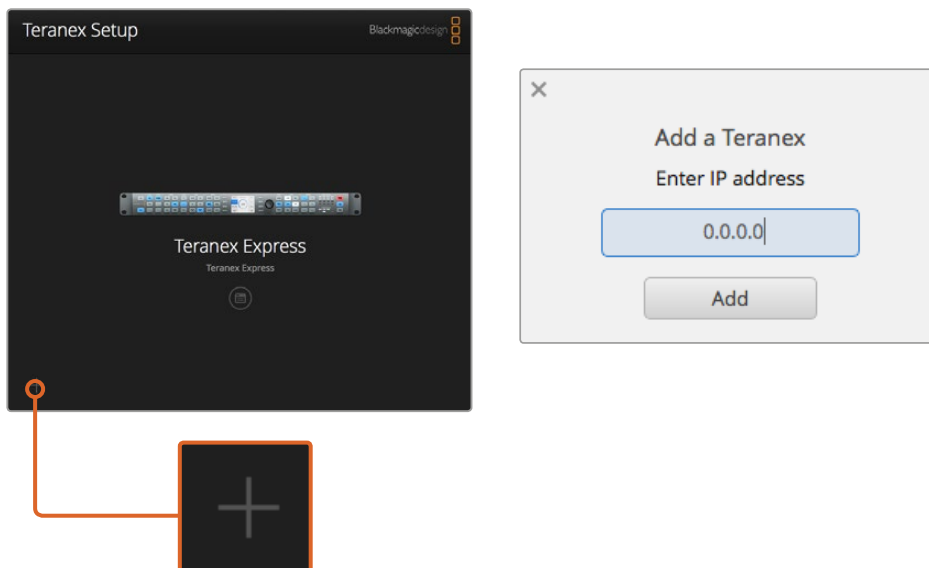 Teranex Setup
Blackmagicdesign
Teranex Express
Teranex Express
Add a Teranex
Enter IP address
0.0.0.0
Add